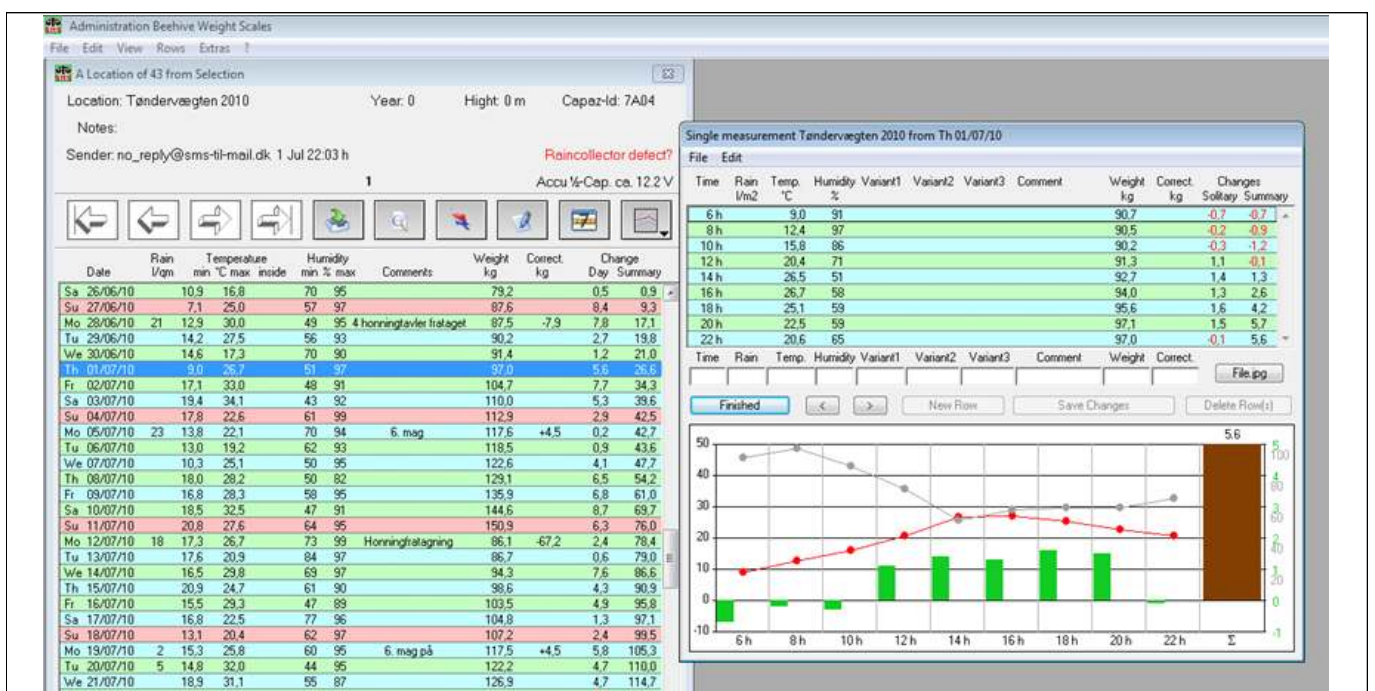 Administration Beehive Weight Scales
File Edit View Rows Extras ?
A Location of 43 from Selection
Location: Tøndervægten 2010 Year: 0 Hight: 0 m Capaz-Id: 7A04
Notes:
Sender: no_reply@sms-til-mail.dk 1 Jul 22:03 h Raincollector defect?
1 Accu ½-Cap. ca. 12.2 V
Rain Temperature Humidity Weight Correct. Change
Date l/qm min °C max inside min % max Comments kg kg Day Summary
Sa 26/06/10 10,9 16,8 70 95 79,2 0,5 0,9
Su 27/06/10 7,1 25,0 57 97 87,6 8,4 9,3
Mo 28/06/10 21 12,9 30,0 49 95 4 honningtavler frataget 87,5 -7,9 7,8 17,1
Tu 29/06/10 14,2 27,5 56 93 90,2 2,7 19,8
We 30/06/10 14,6 17,3 70 90 91,4 1,2 21,0
Th 01/07/10 9,0 26,7 51 97 97,0 5,6 26,6
Fr 02/07/10 17,1 33,0 48 91 104,7 7,7 34,3
Sa 03/07/10 19,4 34,1 43 92 110,0 5,3 39,6
Su 04/07/10 17,8 22,6 61 99 112,9 2,9 42,5
Mo 05/07/10 23 13,8 22,1 70 94 6. mag 117,6 +4,5 0,2 42,7
Tu 06/07/10 13,0 19,2 62 93 118,5 0,9 43,6
We 07/07/10 10,3 25,1 50 95 122,6 4,1 47,7
Th 08/07/10 18,0 28,2 50 82 129,1 6,5 54,2
Fr 09/07/10 16,8 28,3 58 95 135,9 6,8 61,0
Sa 10/07/10 18,5 32,5 47 91 144,6 8,7 69,7
Su 11/07/10 20,8 27,6 64 95 150,9 6,3 76,0
Mo 12/07/10 18 17,3 26,7 73 99 Honningfratagning 86,1 -67,2 2,4 78,4
Tu 13/07/10 17,6 20,9 84 97 86,7 0,6 79,0
We 14/07/10 16,5 29,8 69 97 94,3 7,6 86,6
Th 15/07/10 20,9 24,7 61 90 98,6 4,3 90,9
Fr 16/07/10 15,5 29,3 47 89 103,5 4,9 95,8
Sa 17/07/10 16,8 22,5 77 96 104,8 1,3 97,1
Su 18/07/10 13,1 20,4 62 97 107,2 2,4 99,5
Mo 19/07/10 2 15,3 25,8 60 95 6. mag på 117,5 +4,5 5,8 105,3
Tu 20/07/10 5 14,8 32,0 44 95 122,2 4,7 110,0
We 21/07/10 18,9 31,1 55 87 126,9 4,7 114,7
Single measurement Tøndervægten 2010 from Th 01/07/10
File Edit
Time Rain Temp. Humidity Variant1 Variant2 Variant3 Comment Weight Correct. Changes
l/m2 °C % kg kg Solitary Summary
6 h 9,0 91 90,7 -0,7 -0,7
8 h 12,4 97 90,5 -0,2 -0,9
10 h 15,8 86 90,2 -0,3 -1,2
12 h 20,4 71 91,3 1,1 -0,1
14 h 26,5 51 92,7 1,4 1,3
16 h 26,7 58 94,0 1,3 2,6
18 h 25,1 59 95,6 1,6 4,2
20 h 22,5 59 97,1 1,5 5,7
22 h 20,6 65 97,0 -0,1 5,6
Time Rain Temp. Humidity Variant1 Variant2 Variant3 Comment Weight Correct.
File.jpg
Finished < > New Row Save Changes Delete Row(s)
5.6
50 5
100
40 4
80
30 3
60
20 2
40
10 1
20
0 0
-10 -1
6 h 8 h 10 h 12 h 14 h 16 h 18 h 20 h 22 h Σ